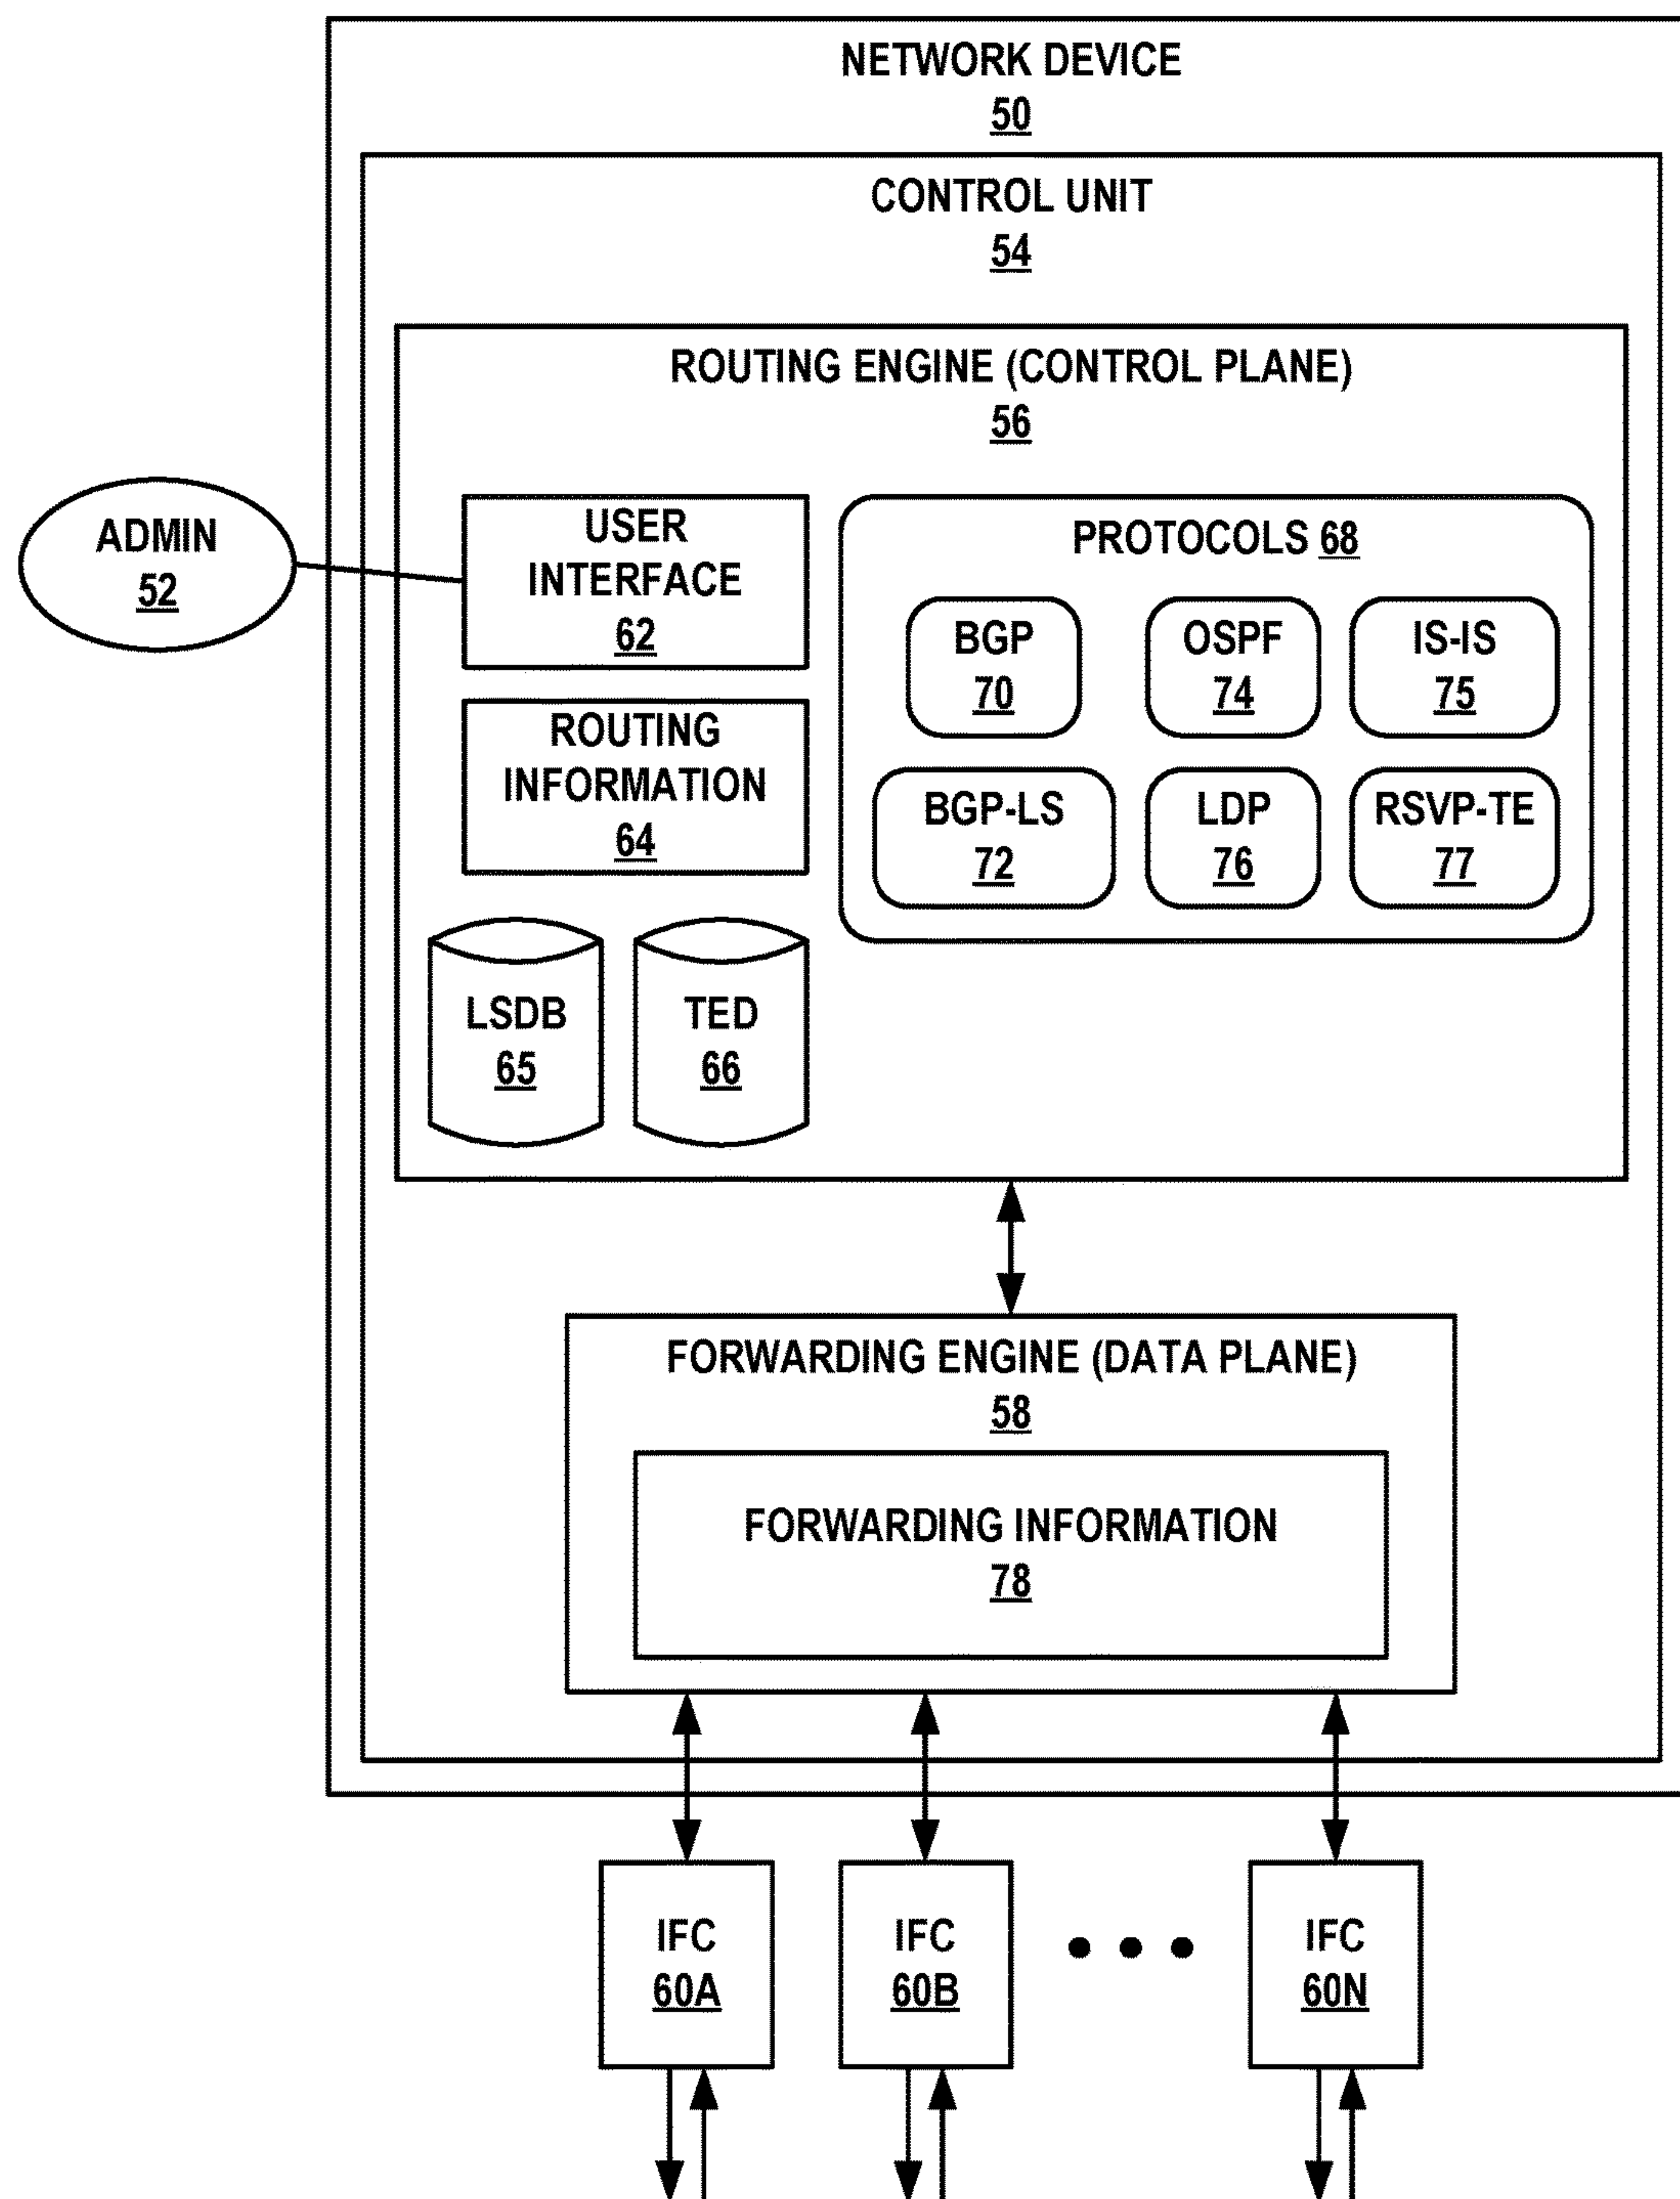 NETWORK DEVICE
50
CONTROL UNIT
54
ROUTING ENGINE (CONTROL PLANE)
56
ADMIN
52
USER
INTERFACE
62
ROUTING
INFORMATION
64
LSDB
65
TED
66
PROTOCOLS 68
BGP
70
OSPF
74
IS-IS
75
BGP-LS
72
LDP
76
RSVP-TE
77
FORWARDING ENGINE (DATA PLANE)
58
FORWARDING INFORMATION
78
IFC
60A
IFC
60B
IFC
60N